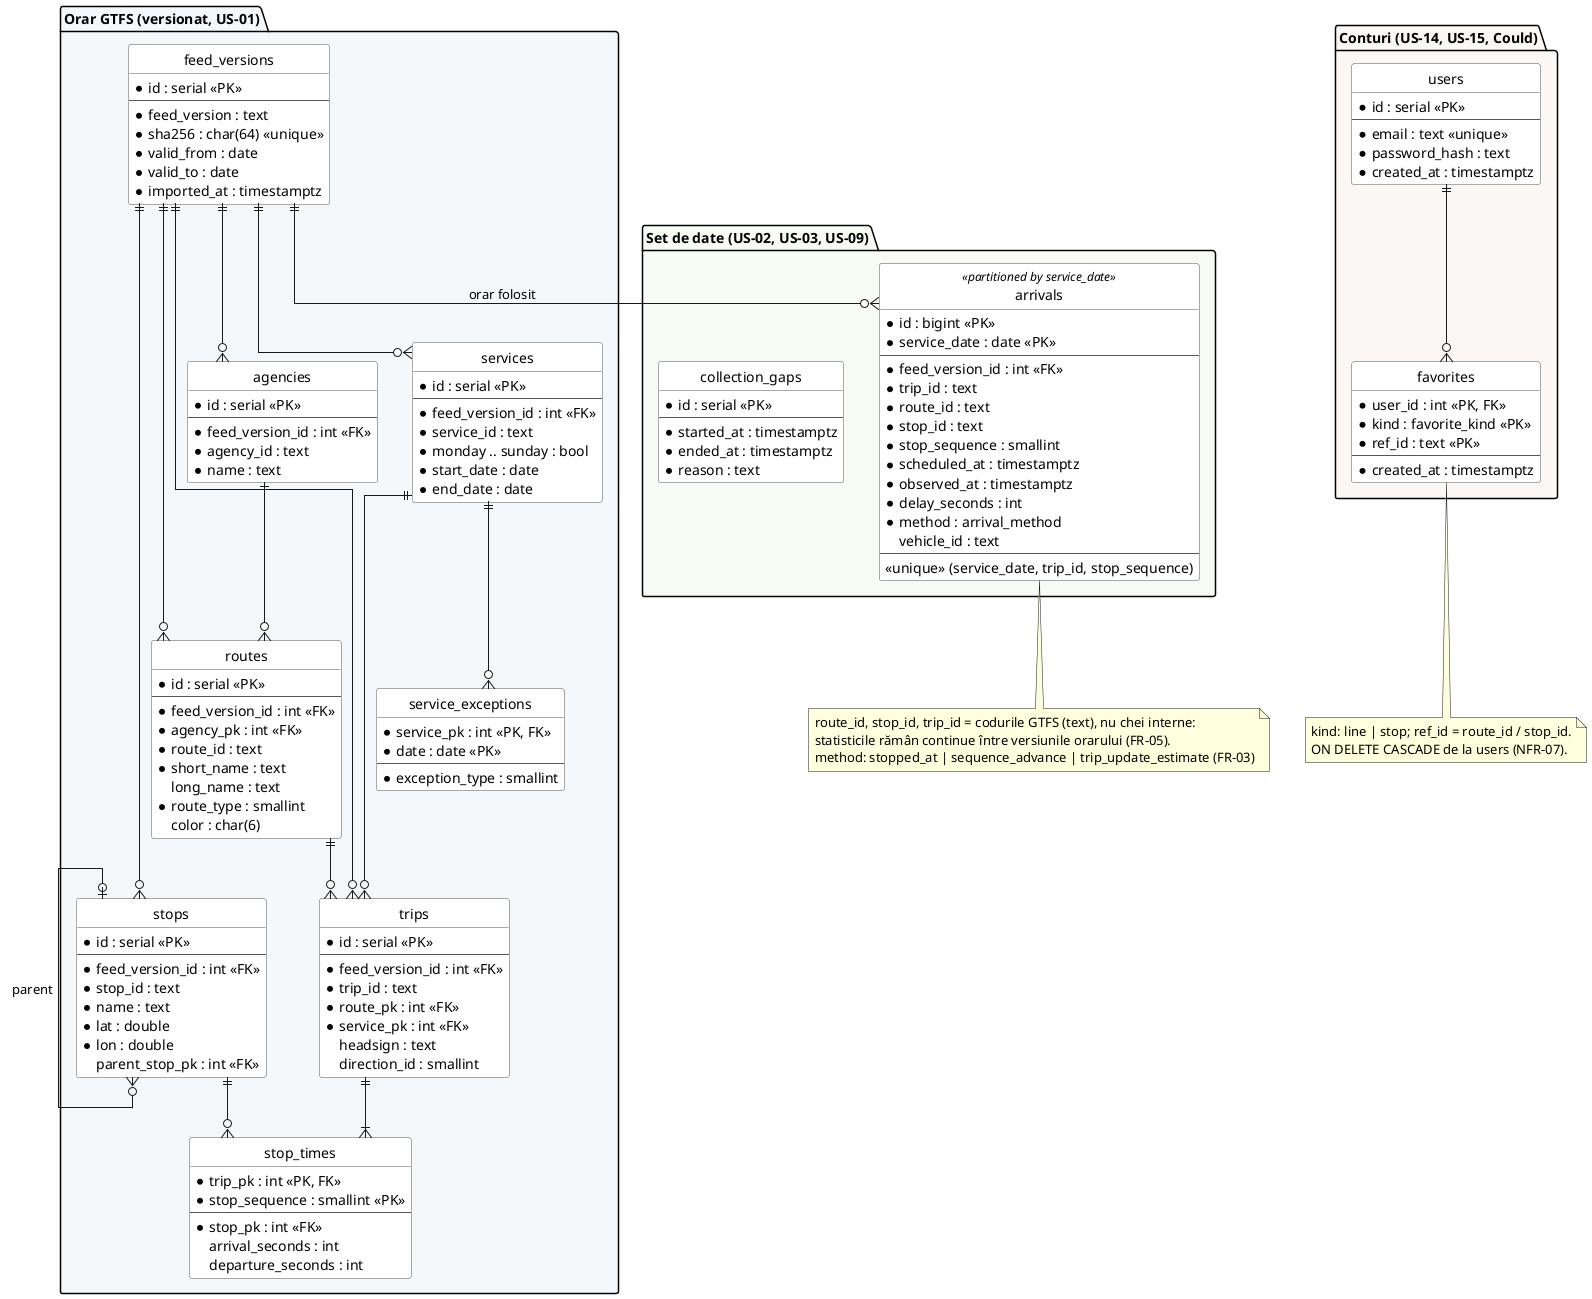 Orar GTFS (versionat, US-01)
feed_versions
id : serial «PK»
feed_version : text
sha256 : char(64) «unique»
valid_from : date
valid_to : date
imported_at : timestamptz
orar folosit
agencies
id : serial «PK»
feed_version_id : int «FK»
agency_id : text
name : text
services
id : serial «PK»
feed_version_id : int «FK»
service_id : text
monday .. sunday : bool
start_date : date
end_date : date
routes
id : serial «PK»
feed_version_id : int «FK»
agency_pk : int «FK»
route_id : text
short_name : text
long_name : text
route_type : smallint
color : char(6)
service_exceptions
service_pk : int «PK, FK»
date : date «PK»
exception_type : smallint
parent
stops
id : serial «PK»
feed_version_id : int «FK»
stop_id : text
name : text
lat : double
lon : double
parent_stop_pk : int «FK»
trips
id : serial «PK»
feed_version_id : int «FK»
trip_id : text
route_pk : int «FK»
service_pk : int «FK»
headsign : text
direction_id : smallint
stop_times
trip_pk : int «PK, FK»
stop_sequence : smallint «PK»
stop_pk : int «FK»
arrival_seconds : int
departure_seconds : int
Set de date (US-02, US-03, US-09)
collection_gaps
id : serial «PK»
started_at : timestamptz
ended_at : timestamptz
reason : text
«partitioned by service_date»
arrivals
id : bigint «PK»
service_date : date «PK»
feed_version_id : int «FK»
trip_id : text
route_id : text
stop_id : text
stop_sequence : smallint
scheduled_at : timestamptz
observed_at : timestamptz
delay_seconds : int
method : arrival_method
vehicle_id : text
«unique» (service_date, trip_id, stop_sequence)
route_id, stop_id, trip_id = codurile GTFS (text), nu chei interne:
statisticile rămân continue între versiunile orarului (FR-05).
method: stopped_at | sequence_advance | trip_update_estimate (FR-03)
Conturi (US-14, US-15, Could)
users
id : serial «PK»
email : text «unique»
password_hash : text
created_at : timestamptz
favorites
user_id : int «PK, FK»
kind : favorite_kind «PK»
ref_id : text «PK»
created_at : timestamptz
kind: line | stop; ref_id = route_id / stop_id.
ON DELETE CASCADE de la users (NFR-07).